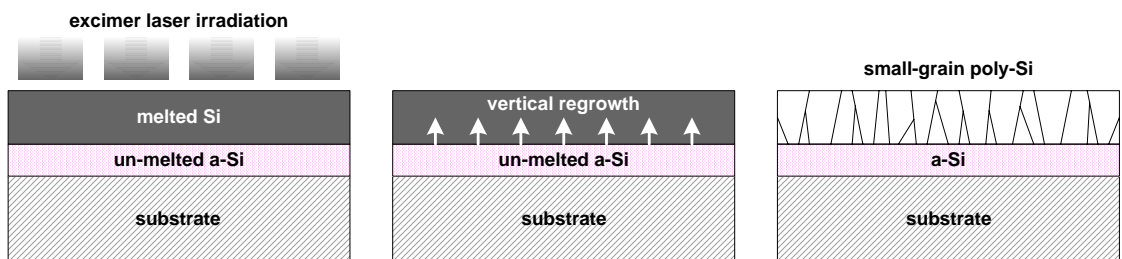 excimer laser irradiation
melted Si
un-melted a-Si
substrate
vertical regrowth
un-melted a-Si
substrate
small-grain poly-Si
a-Si
substrate